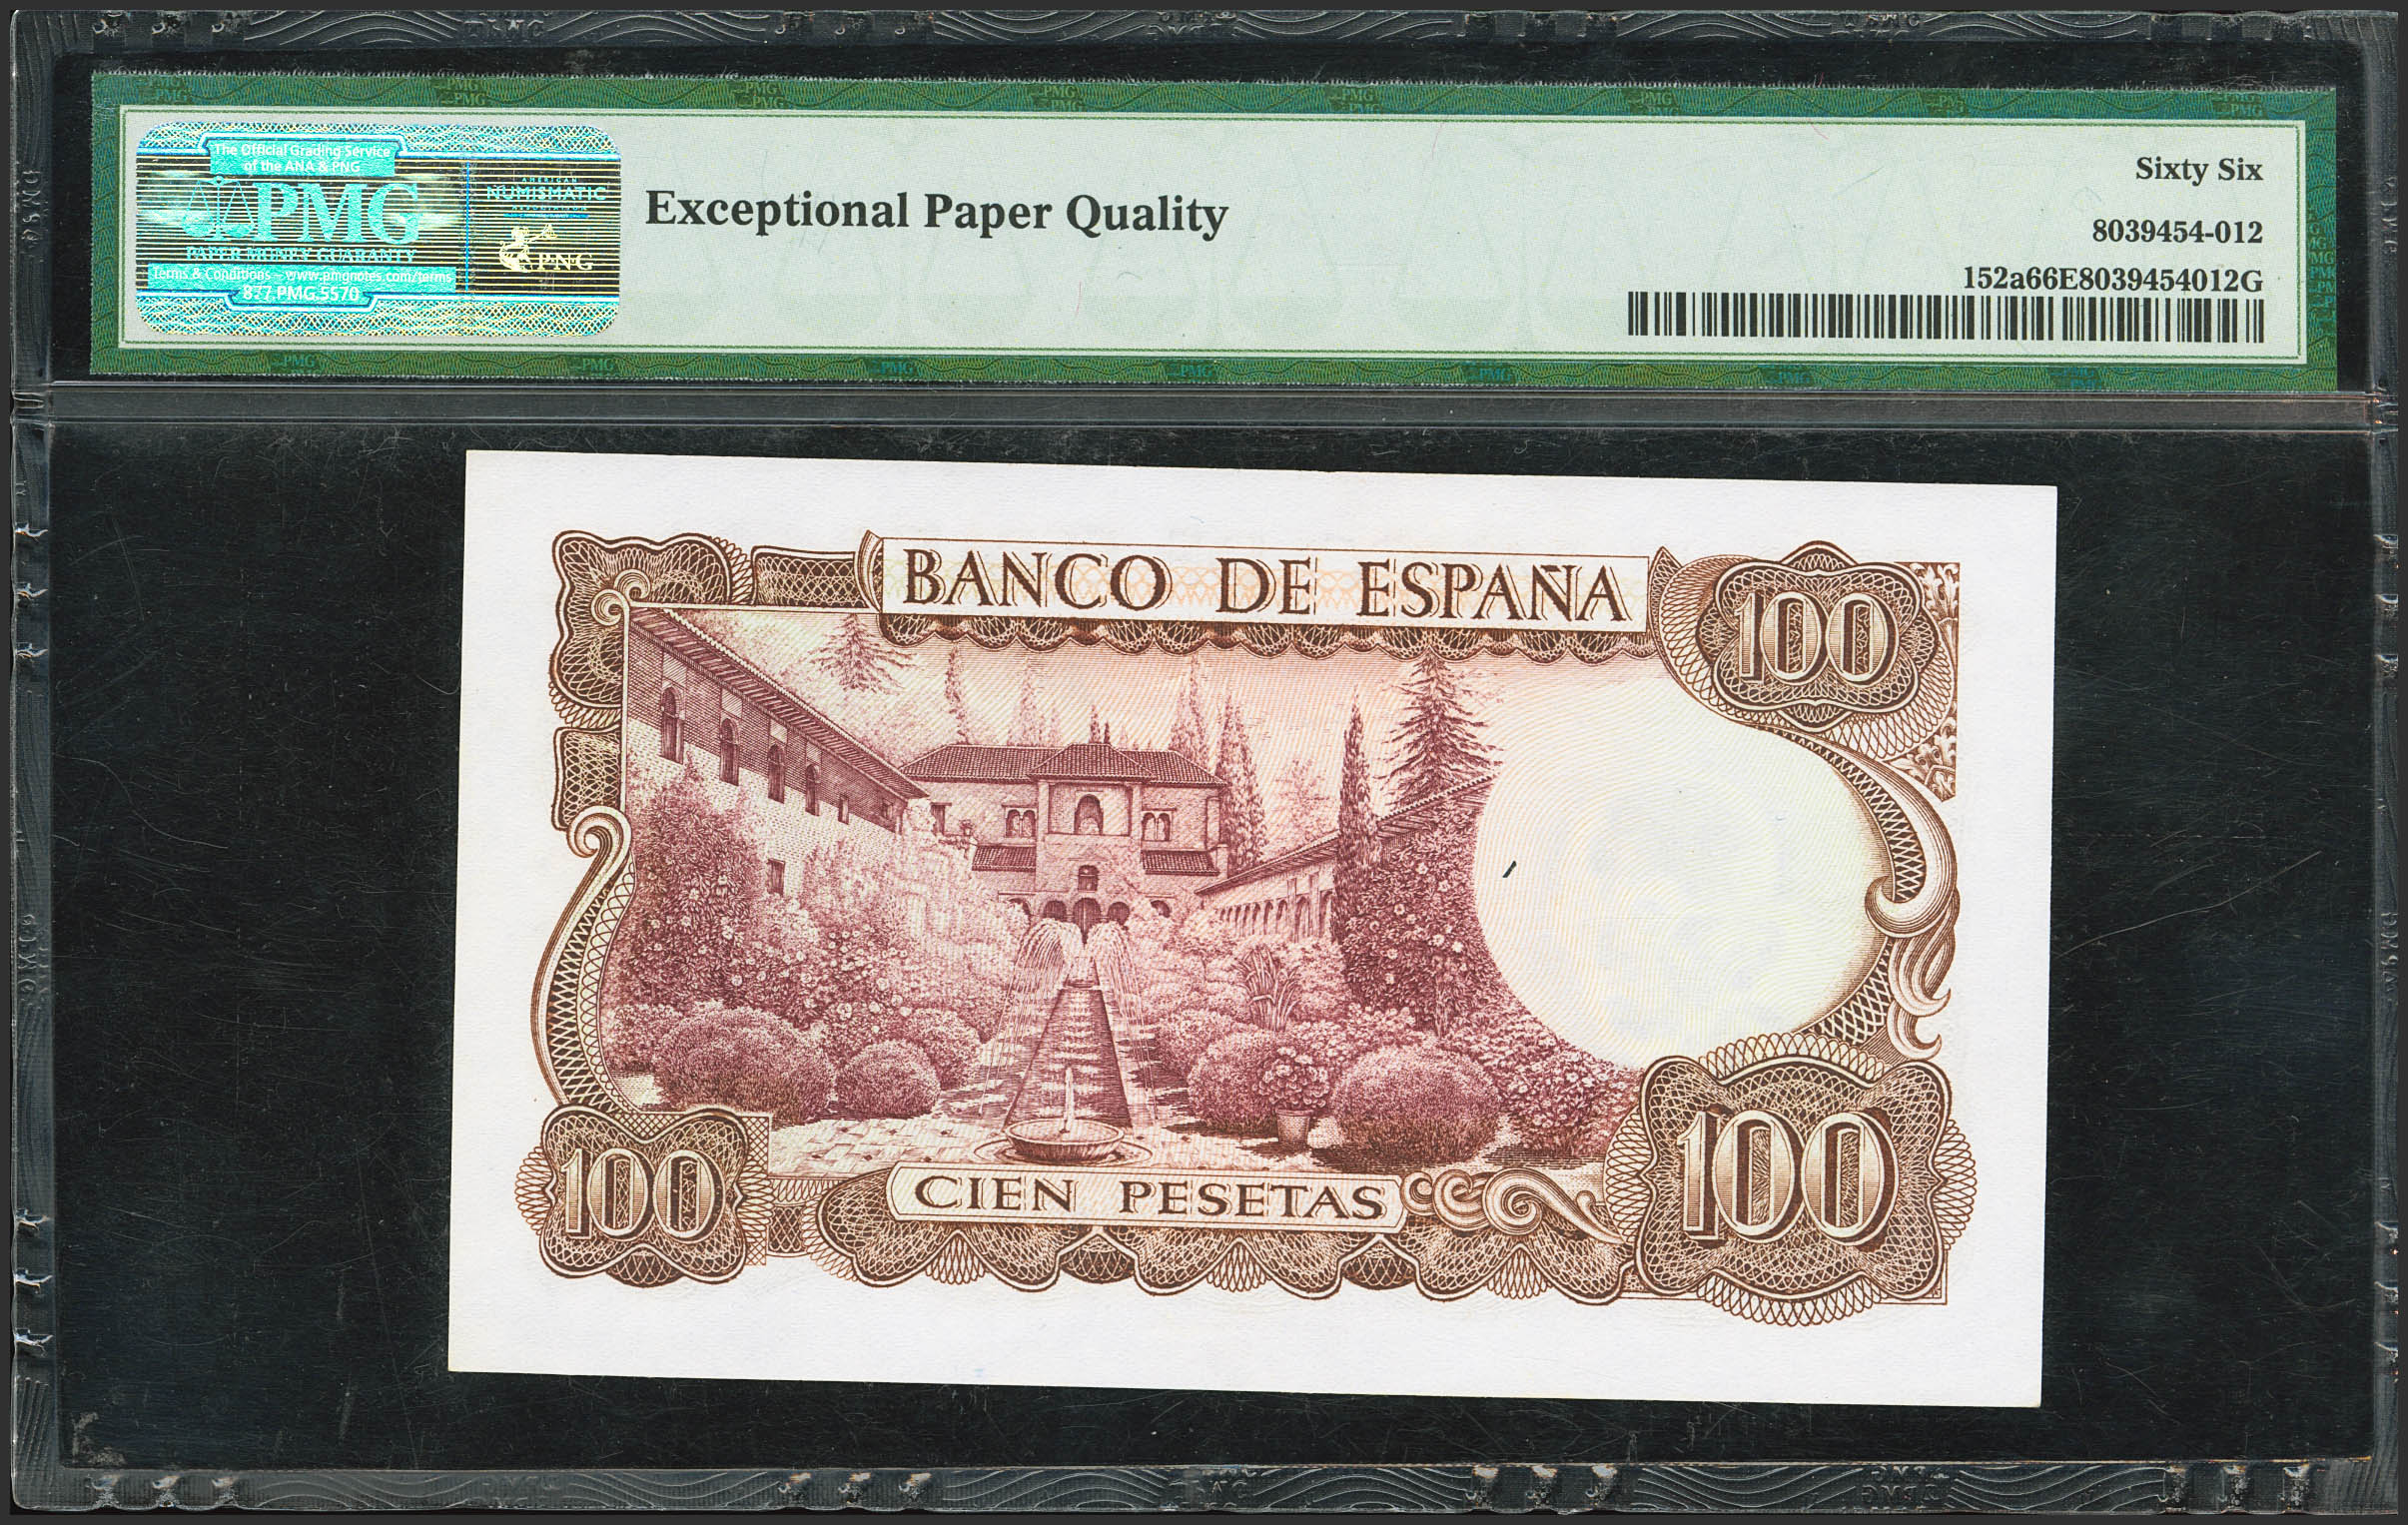 The Official Grading Service
of the ANA & PNG
PMG
PAPER MONEY GUARANTY
Terms & Conditions - www.pmgnotes.com/terms
877.PMG.5570
AMERICAN
NUMISMATIC
ASSOCIATION
PNG
Exceptional Paper Quality
Sixty Six
8039454-012
152a66E8039454012G
BANCO DE ESPAÑA
100
100
100
CIEN PESETAS